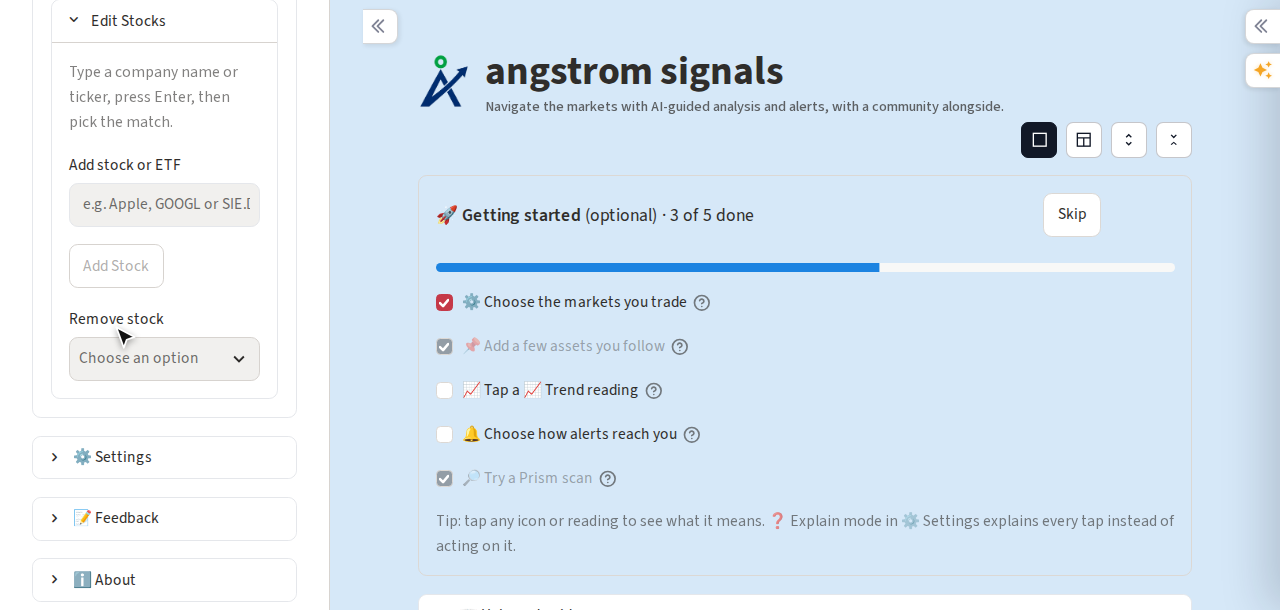 Edit Stocks
Type a company name or
ticker, press Enter, then
pick the match.
Add stock or ETF
e.g. Apple, GOOGL or SIE.
Add Stock
Remove stock
Choose an option
⚙️ Settings
📝 Feedback
ℹ️ About
angstrom signals
Navigate the markets with AI-guided analysis and alerts, with a community alongside.
🚀 Getting started (optional) · 3 of 5 done
Skip
⚙️ Choose the markets you trade
📌 Add a few assets you follow
📈 Tap a 📈 Trend reading
🔔 Choose how alerts reach you
🔎 Try a Prism scan
Tip: tap any icon or reading to see what it means. ❓ Explain mode in ⚙️ Settings explains every tap instead of
acting on it.